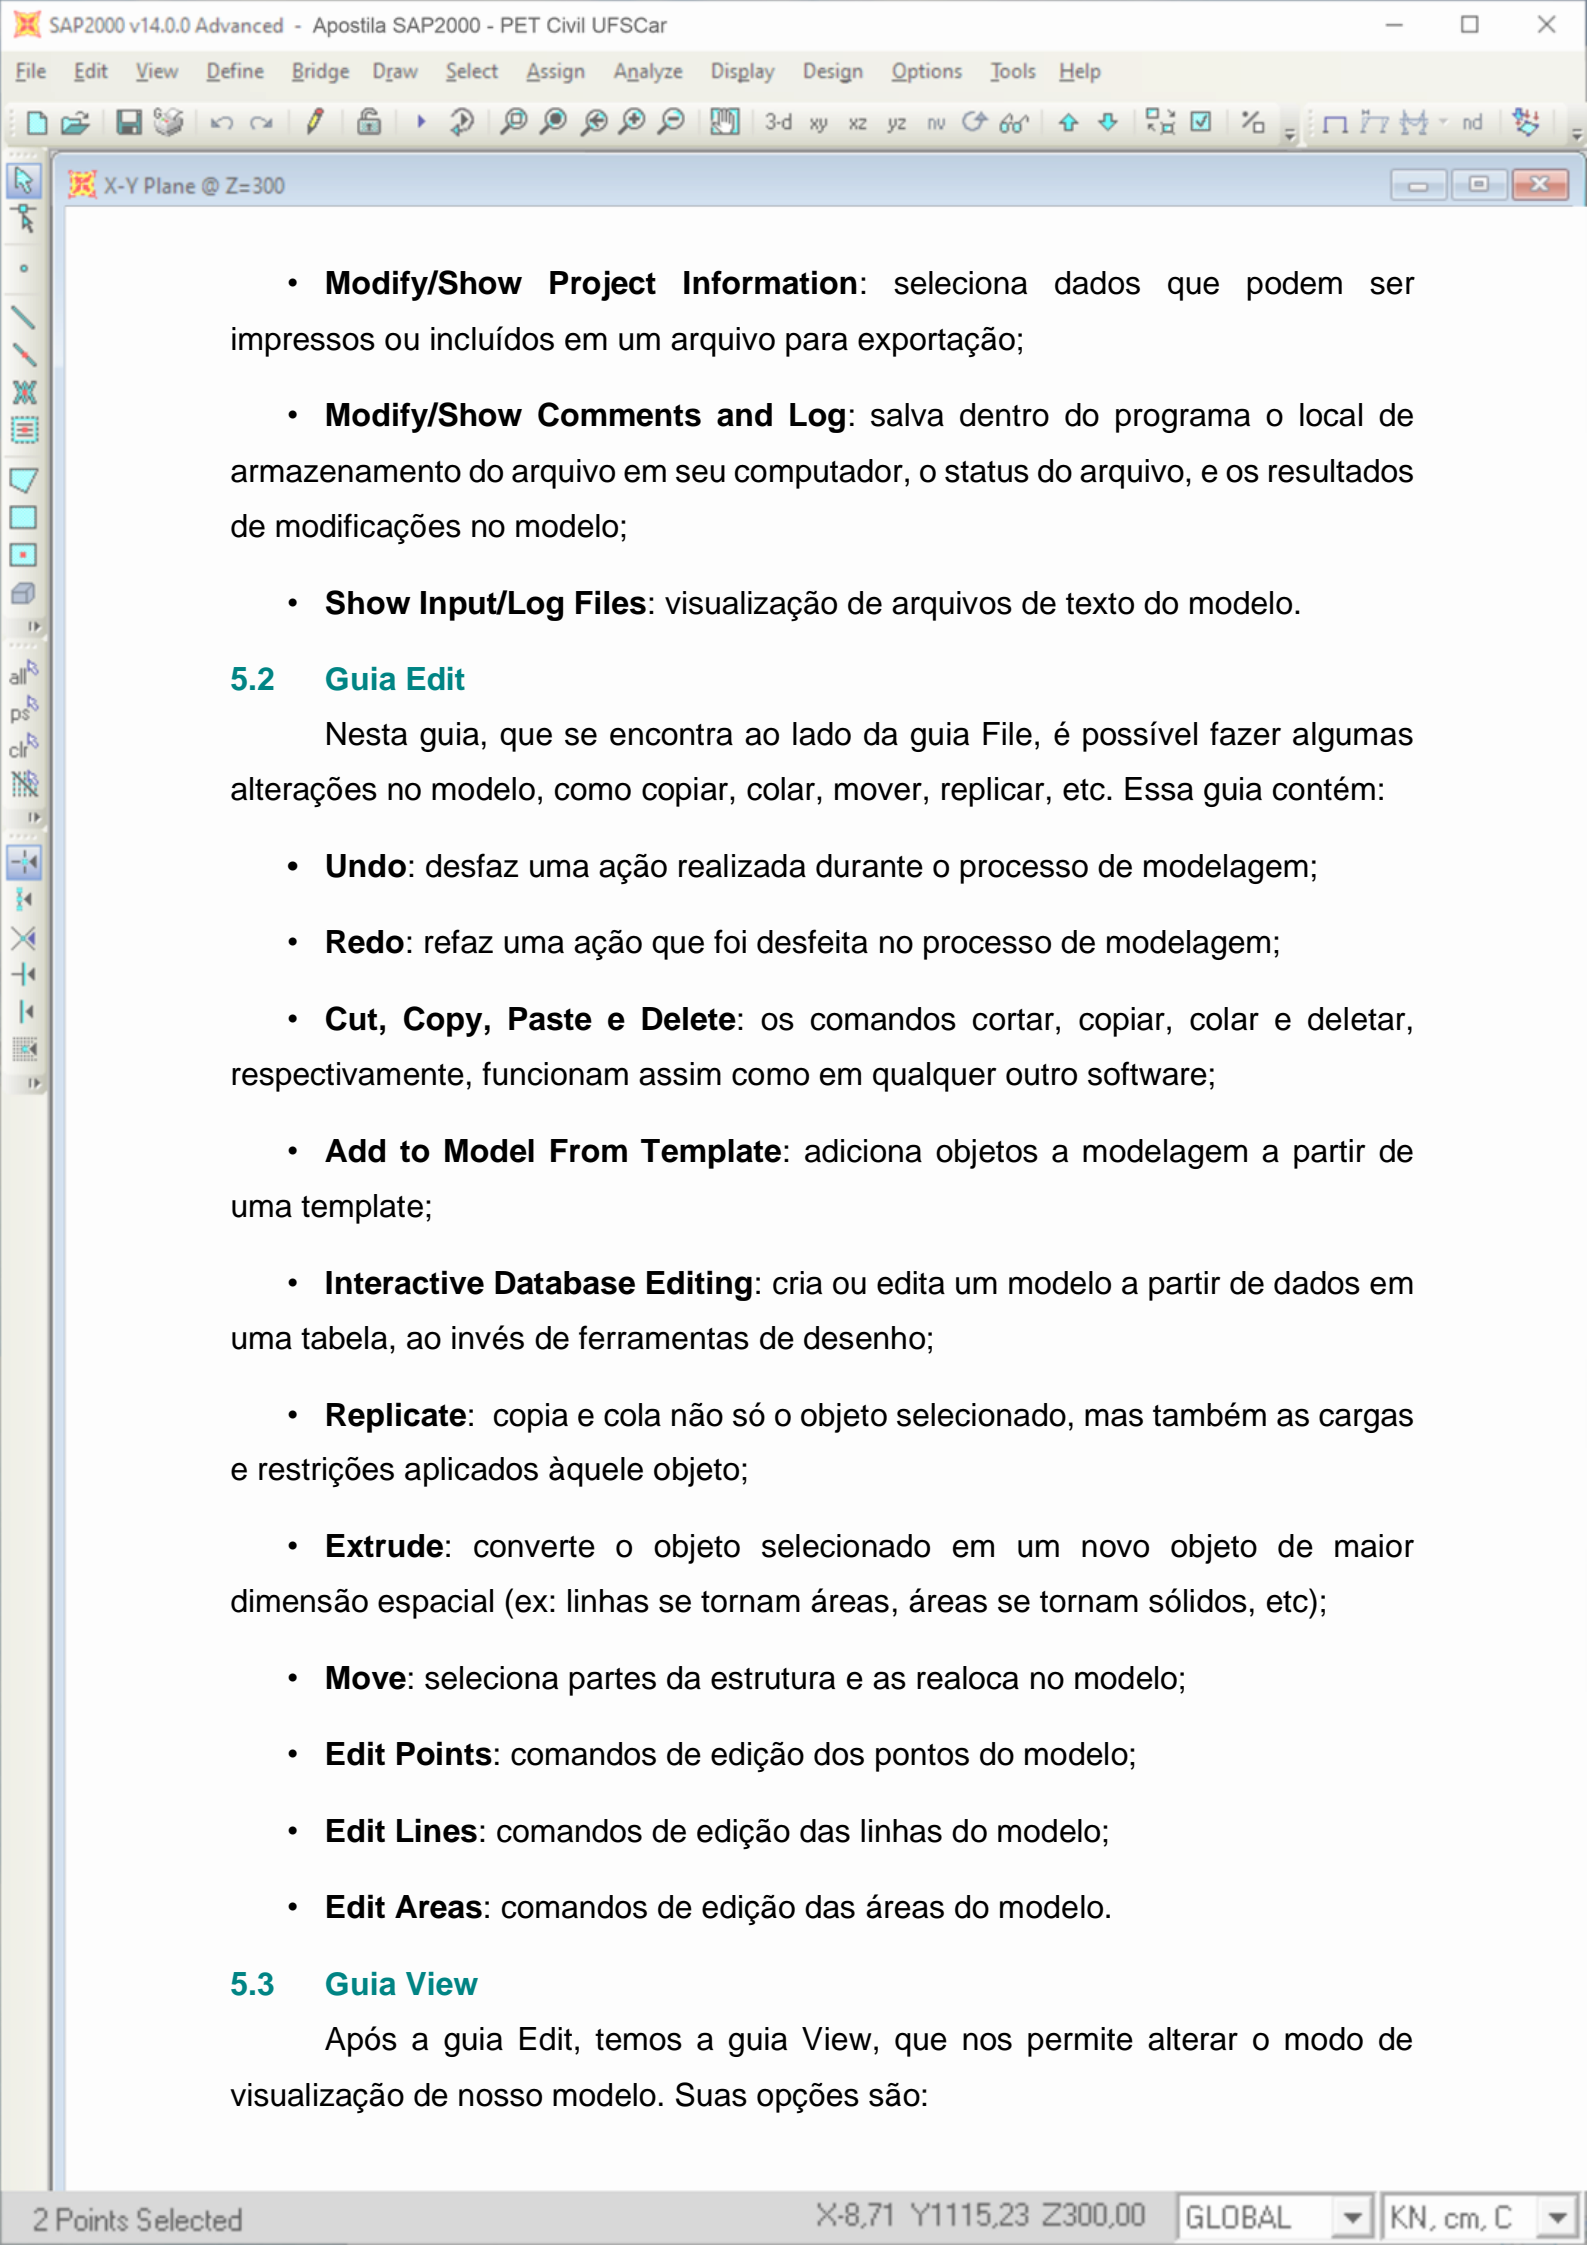 SAP2000 v14.0.0 Advanced - Apostila SAP2000 - PET Civil UFSCar
File Edit View Define Bridge Draw Select Assign Analyze Display Design Options Tools Help
3-d xy xz yz nv nd
X-Y Plane @ Z=300
all
ps
clr
• Modify/Show Project Information: seleciona dados que podem ser
impressos ou incluídos em um arquivo para exportação;
• Modify/Show Comments and Log: salva dentro do programa o local de
armazenamento do arquivo em seu computador, o status do arquivo, e os resultados
de modificações no modelo;
• Show Input/Log Files: visualização de arquivos de texto do modelo.
5.2 Guia Edit
Nesta guia, que se encontra ao lado da guia File, é possível fazer algumas
alterações no modelo, como copiar, colar, mover, replicar, etc. Essa guia contém:
• Undo: desfaz uma ação realizada durante o processo de modelagem;
• Redo: refaz uma ação que foi desfeita no processo de modelagem;
• Cut, Copy, Paste e Delete: os comandos cortar, copiar, colar e deletar,
respectivamente, funcionam assim como em qualquer outro software;
• Add to Model From Template: adiciona objetos a modelagem a partir de
uma template;
• Interactive Database Editing: cria ou edita um modelo a partir de dados em
uma tabela, ao invés de ferramentas de desenho;
• Replicate: copia e cola não só o objeto selecionado, mas também as cargas
e restrições aplicados àquele objeto;
• Extrude: converte o objeto selecionado em um novo objeto de maior
dimensão espacial (ex: linhas se tornam áreas, áreas se tornam sólidos, etc);
• Move: seleciona partes da estrutura e as realoca no modelo;
• Edit Points: comandos de edição dos pontos do modelo;
• Edit Lines: comandos de edição das linhas do modelo;
• Edit Areas: comandos de edição das áreas do modelo.
5.3 Guia View
Após a guia Edit, temos a guia View, que nos permite alterar o modo de
visualização de nosso modelo. Suas opções são:
2 Points Selected X-8,71 Y1115,23 Z300,00 GLOBAL KN, cm, C